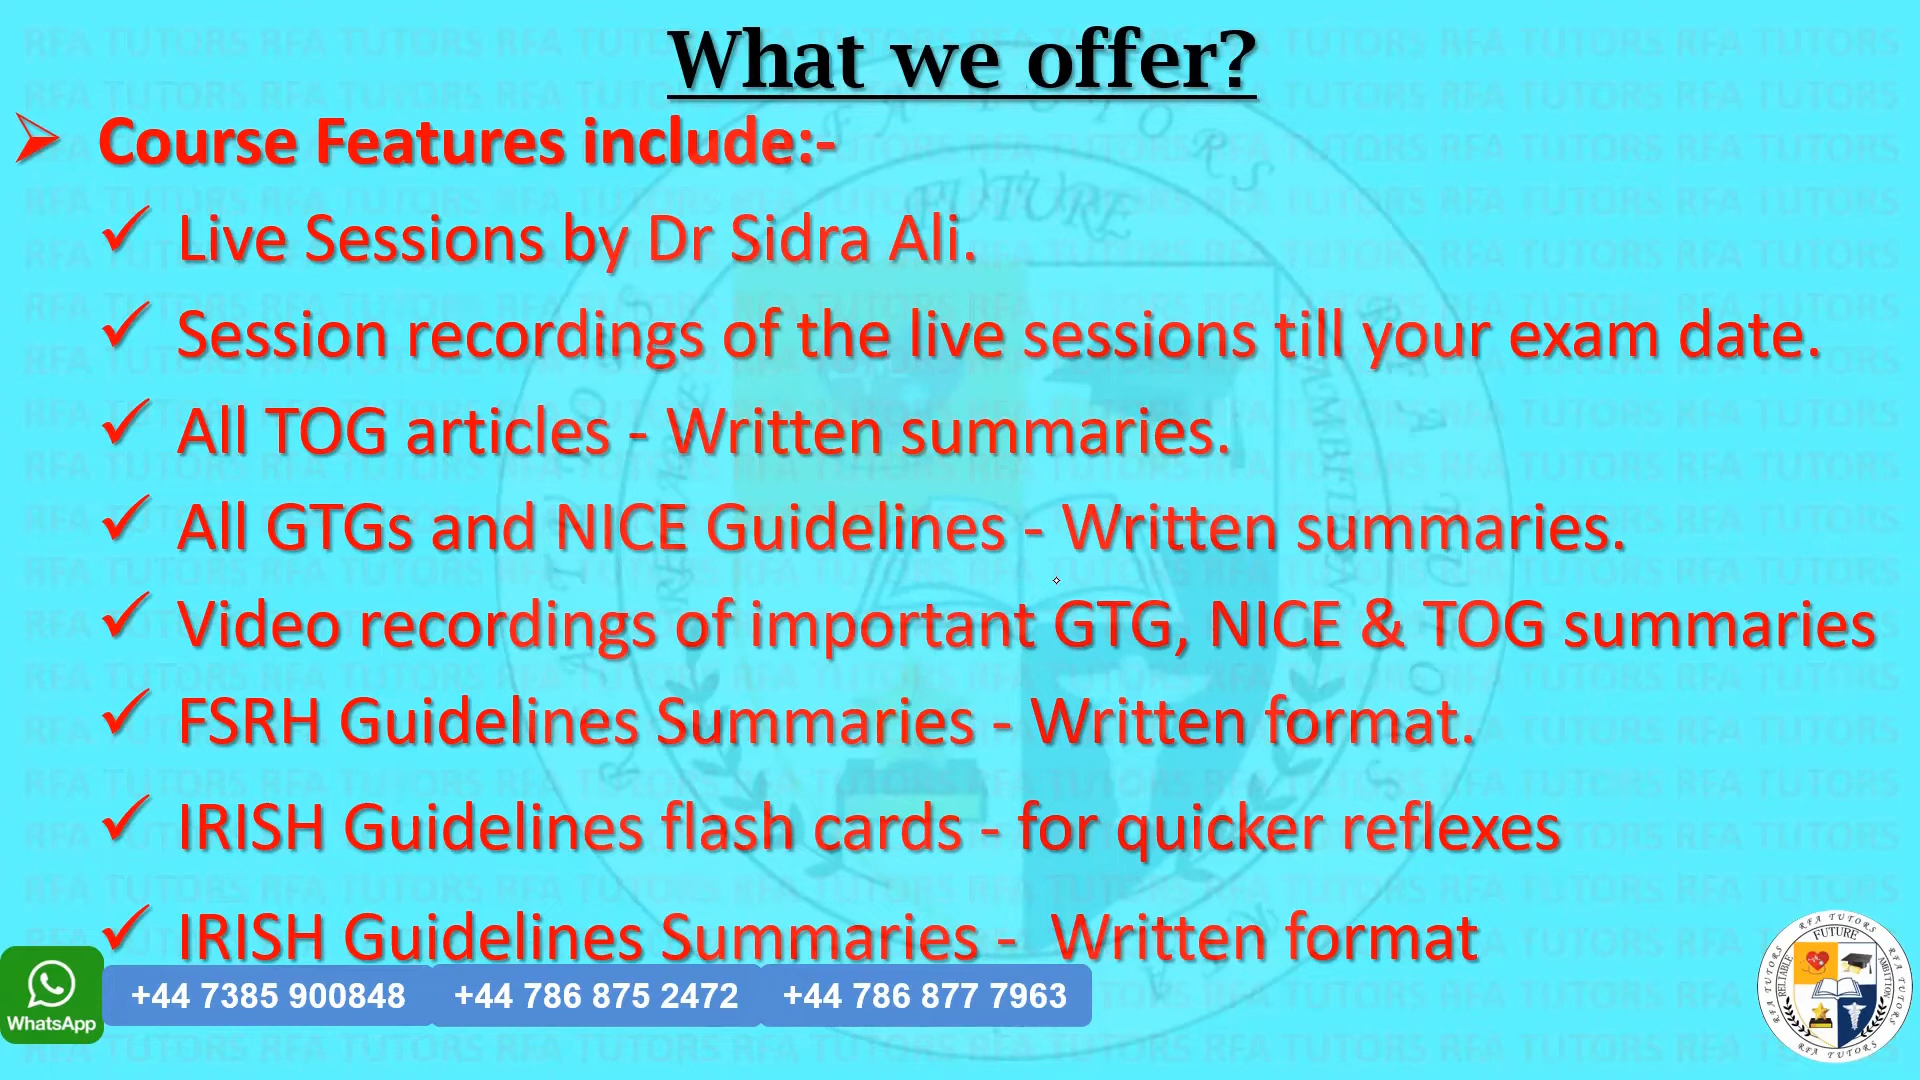 What we offer?
Course Features include:-
Live Sessions by Dr Sidra Ali.
Session recordings of the live sessions till your exam date.
All TOG articles - Written summaries.
All GTGs and NICE Guidelines - Written summaries.
Video recordings of important GTG, NICE & TOG summaries
FSRH Guidelines Summaries - Written format.
IRISH Guidelines flash cards - for quicker reflexes
IRISH Guidelines Summaries - Written format
WhatsApp
+44 7385 900848
+44 786 875 2472
+44 786 877 7963
RFA TUTORS
FUTURE
RELIABLE
AMBITION